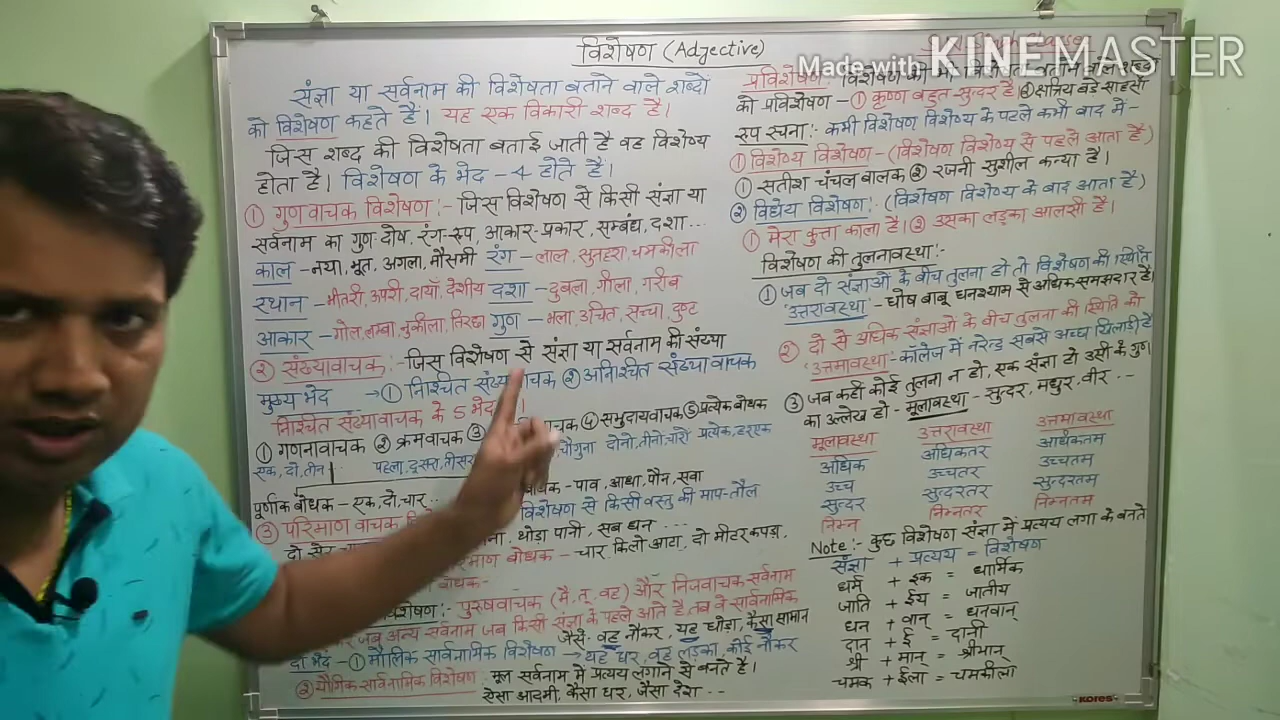 विशेषण (Adjective)
Made with KINEMASTER
संज्ञा या सर्वनाम की विशेषता बताने वाले शब्दों
को विशेषण कहते हैं। यह एक विकारी शब्द है।
जिस शब्द की विशेषता बताई जाती है वह विशेष्य
होता है। विशेषण के भेद - 4 होते हैं।
① गुणवाचक विशेषण :- जिस विशेषण से किसी संज्ञा या
सर्वनाम का गुण-दोष, रंग-रूप, आकार-प्रकार, सम्बंध, दशा...
काल - नया, भूत, अगला, मौसमी रंग - लाल, सुनहरा, चमकीला
स्थान - भीतरी, ऊपरी, दायाँ, देशीय दशा - दुबला, गीला, गरीब
आकार - गोल, लम्बा, नुकीला, तिरछा गुण - भला, उचित, सच्चा, दुष्ट
② संख्यावाचक :- जिस विशेषण से संज्ञा या सर्वनाम की संख्या
मुख्य भेद → ① निश्चित संख्यावाचक ② अनिश्चित संख्या वाचक
निश्चित संख्यावाचक के 5 भेद
① गणनावाचक ② क्रमवाचक ③ वाचक ④ समुदायवाचक ⑤ प्रत्येक बोधक
एक, दो, तीन पहला, दूसरा, तीसरा चौगुना दोनों, तीनों, चारों प्रत्येक, हरएक
पूर्णांक बोधक - एक, दो, चार.. - पाव, आधा, पौन, सवा
③ परिमाण वाचक विशेषण से किसी वस्तु की माप-तौल
दो सेर थोड़ा पानी, सब धन ...
बोधक - चार किलो आटा, दो मीटर कपड़ा,
बोधक -
विशेषण :- पुरुषवाचक (मैं, तू, वह) और निजवाचक सर्वनाम
जब अन्य सर्वनाम जब किसी संज्ञा के पहले आते हैं, तब वे सार्वनामिक
जैसे- वह नौकर, यह घोड़ा, कैसा सामान
दो भेद - ① मौलिक सार्वनामिक विशेषण → यह घर, वह लड़का, कोई नौकर
② यौगिक सार्वनामिक विशेषण - मूल सर्वनाम में प्रत्यय लगाने से बनते हैं।
ऐसा आदमी, कैसा घर, जैसा देश ..
प्रविशेषण:- विशेषण
को प्रविशेषण - ① कृष्ण बहुत सुन्दर है ② क्षत्रिय बड़े साहसी
रूप रचना :- कभी विशेषण विशेष्य के पहले कभी बाद में -
① विशेष्य विशेषण - (विशेषण विशेष्य से पहले आता है)
① सतीश चंचल बालक ② रजनी सुशील कन्या है।
② विधेय विशेषण :- (विशेषण विशेष्य के बाद आता है)
① मेरा कुत्ता काला है। ② उसका लड़का आलसी है।
विशेषण की तुलनावस्था :-
① जब दो संज्ञाओं के बीच तुलना हो तो विशेषण की स्थिति
'उत्तरावस्था' - घोष बाबू घनश्याम से अधिक समझदार है।
② दो से अधिक संज्ञाओं के बीच तुलना की स्थिति को
'उत्तमावस्था' - कॉलेज में नरेन्द्र सबसे अच्छा खिलाड़ी है
③ जब कहीं कोई तुलना न हो, एक संज्ञा हो उसी के गुण
का उल्लेख हो - मूलावस्था - सुन्दर, मधुर, वीर ..
मूलावस्था उत्तरावस्था उत्तमावस्था
अधिक अधिकतर अधिकतम
उच्च उच्चतर उच्चतम
सुन्दर सुन्दरतर सुन्दरतम
निम्न निम्नतर निम्नतम
Note :- कुछ विशेषण संज्ञा में प्रत्यय लगा के बनते
संज्ञा + प्रत्यय = विशेषण
धर्म + इक = धार्मिक
जाति + ईय = जातीय
धन + वान् = धनवान्
दान + ई = दानी
श्री + मान् = श्रीमान्
चमक + ईला = चमकीला
KORES